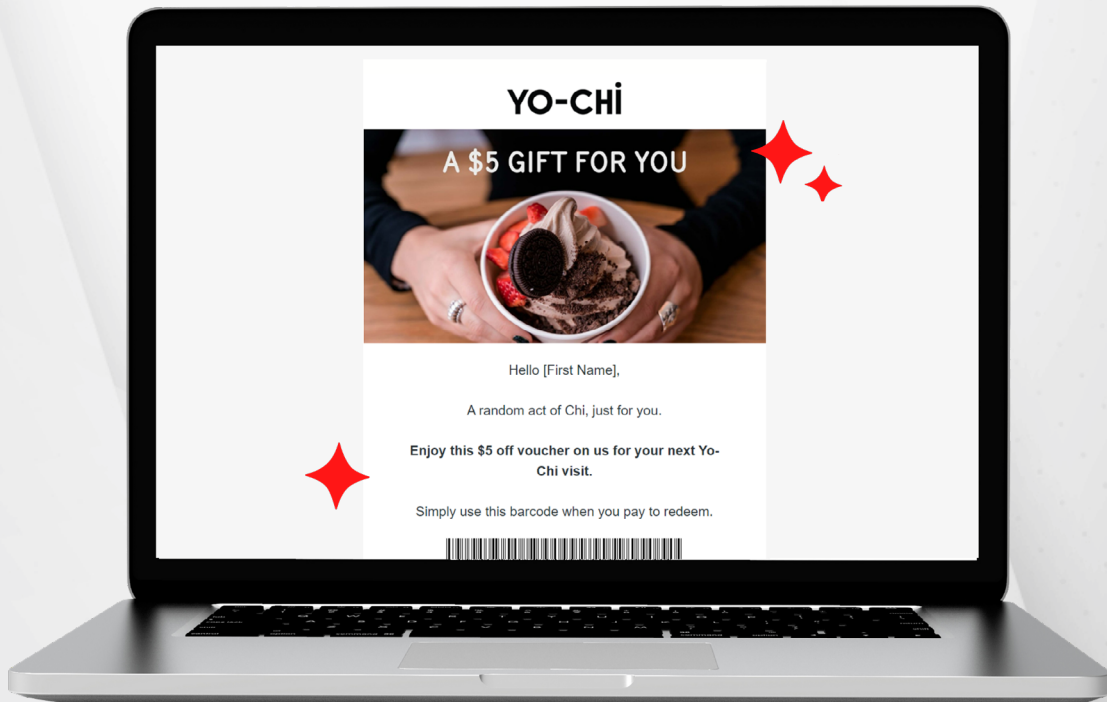 YO-CHi
A $5 GIFT FOR YOU
Hello [First Name],
A random act of Chi, just for you.
Enjoy this $5 off voucher on us for your next Yo-
Chi visit.
Simply use this barcode when you pay to redeem.